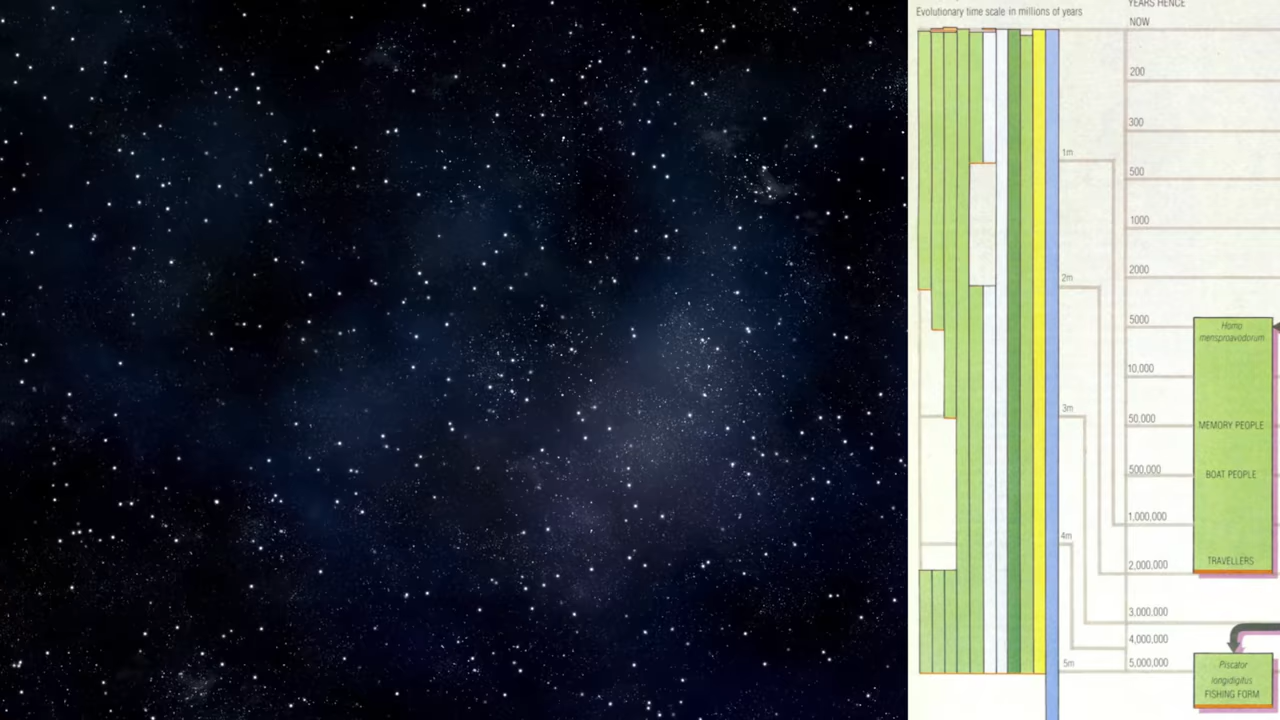 Evolutionary time scale in millions of years
YEARS HENCE
NOW
200
300
1m
500
1000
2000
2m
5000
Homo
mensproavodorum
10,000
3m
50,000
MEMORY PEOPLE
500,000
BOAT PEOPLE
1,000,000
4m
2,000,000
TRAVELLERS
3,000,000
4,000,000
5m
5,000,000
Piscator
longidigitus
FISHING FORM